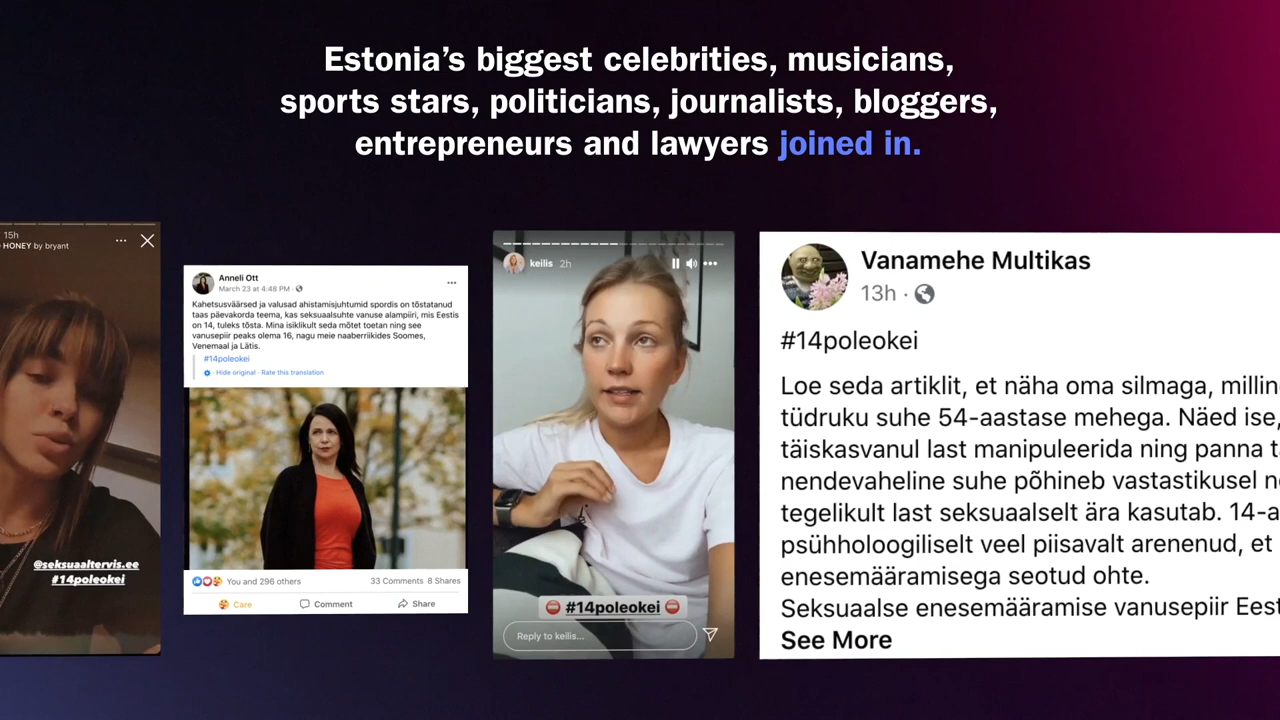 Estonia’s biggest celebrities, musicians,
sports stars, politicians, journalists, bloggers,
entrepreneurs and lawyers joined in.
15h
HONEY by bryant
@seksuaaltervis.ee
#14poleokei
Anneli Ott
March 23 at 4:48 PM ·
Kahetsusväärsed ja valusad ahistamisjuhtumid spordis on tõstatanud
taas päevakorda teema, kas seksuaalsuhte vanuse alampiiri, mis Eestis
on 14, tuleks tõsta. Mina isiklikult seda mõtet toetan ning see
vanusepiir peaks olema 16, nagu meie naaberriikides Soomes,
Venemaal ja Lätis.
#14poleokei
· Hide original · Rate this translation
You and 296 others
33 Comments 8 Shares
Care
Comment
Share
keilis 2h
#14poleokei
Reply to keilis...
Vanamehe Multikas
13h ·
#14poleokei
Loe seda artiklit, et näha oma silmaga,
tüdruku suhe 54-aastase mehega. Näed ise,
täiskasvanul last manipuleerida ning panna
nendevaheline suhe põhineb vastastikusel
tegelikult last seksuaalselt ära kasutab.
psühholoogiliselt veel piisavalt arenenud, et
enesemääramisega seotud ohte.
Seksuaalse enesemääramise vanusepiir
See More